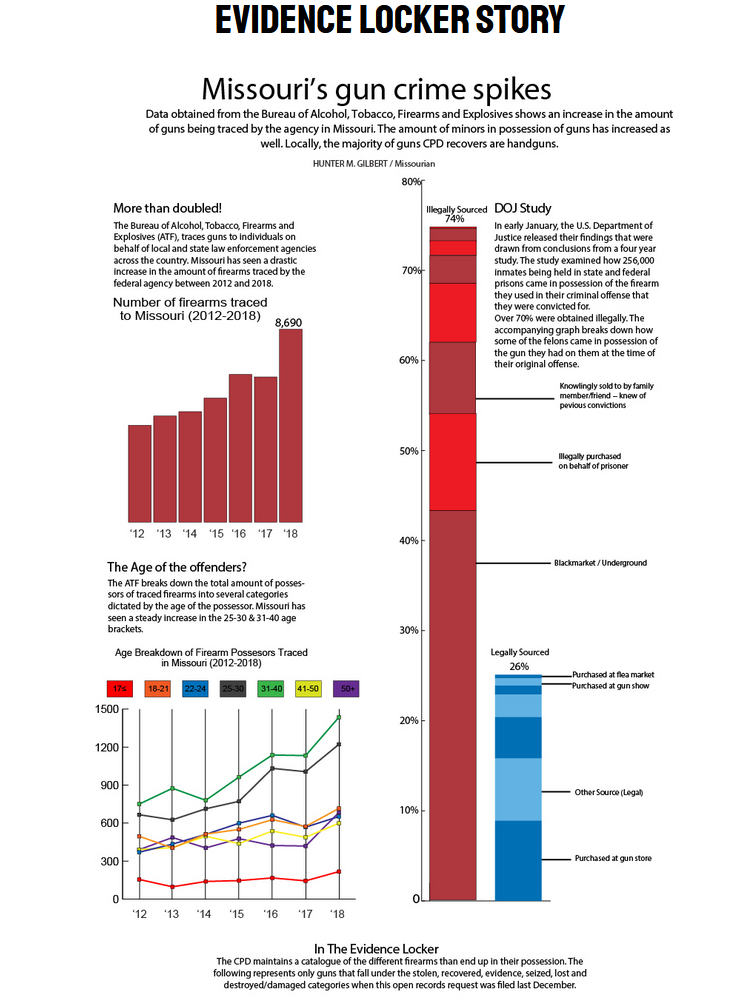 EVIDENCE LOCKER STORY
Missouri's gun crime spikes
Data obtained from the Bureau of Alcohol, Tobacco, Firearms and Explosives shows an increase in the amount
of guns being traced by the agency in Missouri. The amount of minors in possession of guns has increased as
well. Locally, the majority of guns CPD recovers are handguns.
HUNTER M. GILBERT / Missourian
More than doubled!
The Bureau of Alcohol, Tobacco, Firearms and
Explosives (ATF), traces guns to individuals on
behalf of local and state law enforcement agencies
across the country. Missouri has seen a drastic
increase in the amount of firearms traced by the
federal agency between 2012 and 2018.
Number of firearms traced
to Missouri (2012-2018)
8,690
'12 '13 '14 '15 '16 '17 '18
The Age of the offenders?
The ATF breaks down the total amount of posses-
sors of traced firearms into several categories
dictated by the age of the possessor. Missouri has
seen a steady increase in the 25-30 & 31-40 age
brackets.
Age Breakdown of Firearm Possesors Traced
in Missouri (2012-2018)
17≤ 18-21 22-24 25-30 31-40 41-50 50+
1500
1200
900
600
300
0
'12 '13 '14 '15 '16 '17 '18
80%
70%
60%
50%
40%
30%
20%
10%
0
Illegally Sourced
74%
DOJ Study
In early January, the U.S. Department of
Justice released their findings that were
drawn from conclusions from a four year
study. The study examined how 256,000
inmates being held in state and federal
prisons came in possession of the firearm
they used in their criminal offense that
they were convicted for.
Over 70% were obtained illegally. The
accompanying graph breaks down how
some of the felons came in possession of
the gun they had on them at the time of
their original offense.
Knowingly sold to by family
member/friend – knew of
pevious convictions
Illegally purchased
on behalf of prisoner
Blackmarket / Underground
Legally Sourced
26%
Purchased at flea market
Purchased at gun show
Other Source (Legal)
Purchased at gun store
In The Evidence Locker
The CPD maintains a catalogue of the different firearms than end up in their possession. The
following represents only guns that fall under the stolen, recovered, evidence, seized, lost and
destroyed/damaged categories when this open records request was filed last December.